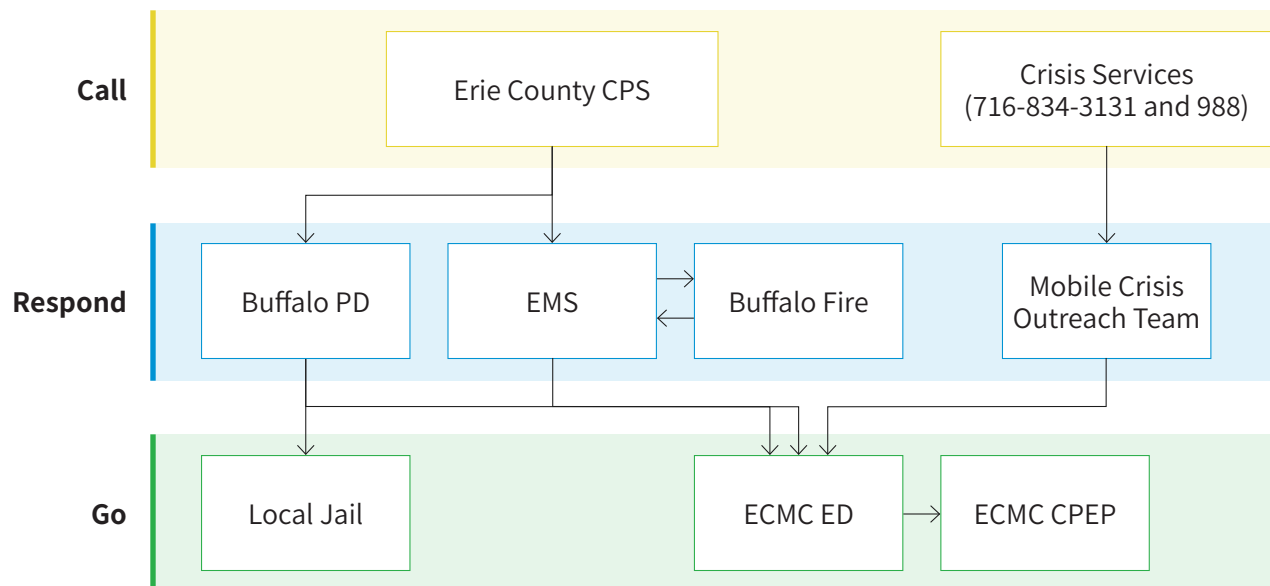 Call
Erie County CPS
Crisis Services
(716-834-3131 and 988)
Respond
Buffalo PD
EMS
Buffalo Fire
Mobile Crisis
Outreach Team
Go
Local Jail
ECMC ED
ECMC CPEP